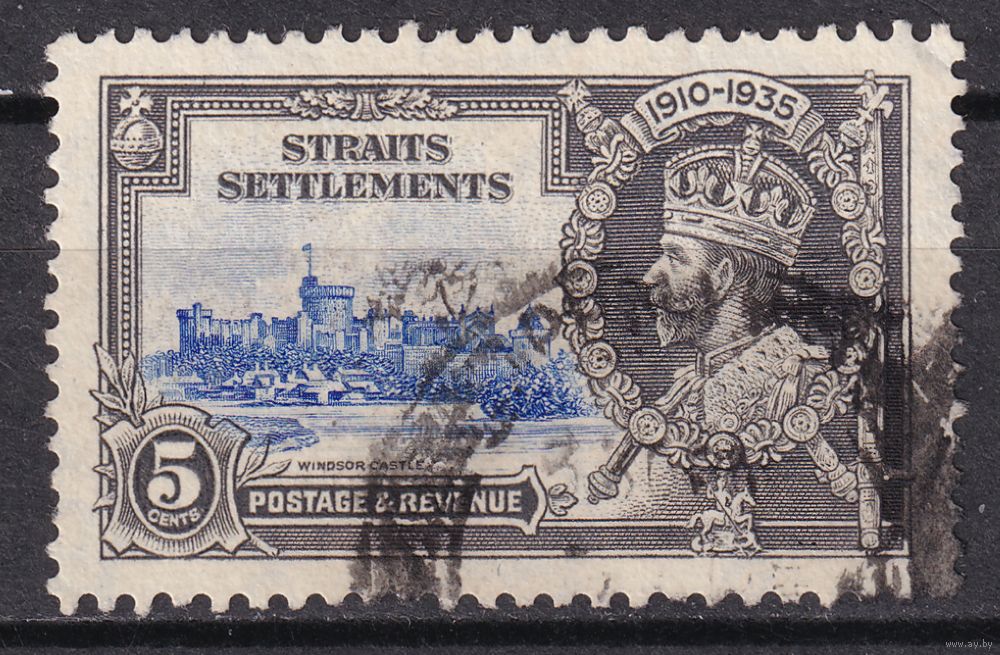 1910-1935
STRAITS
SETTLEMENTS
WINDSOR CASTLE
5
CENTS
POSTAGE & REVENUE
www.ay.by